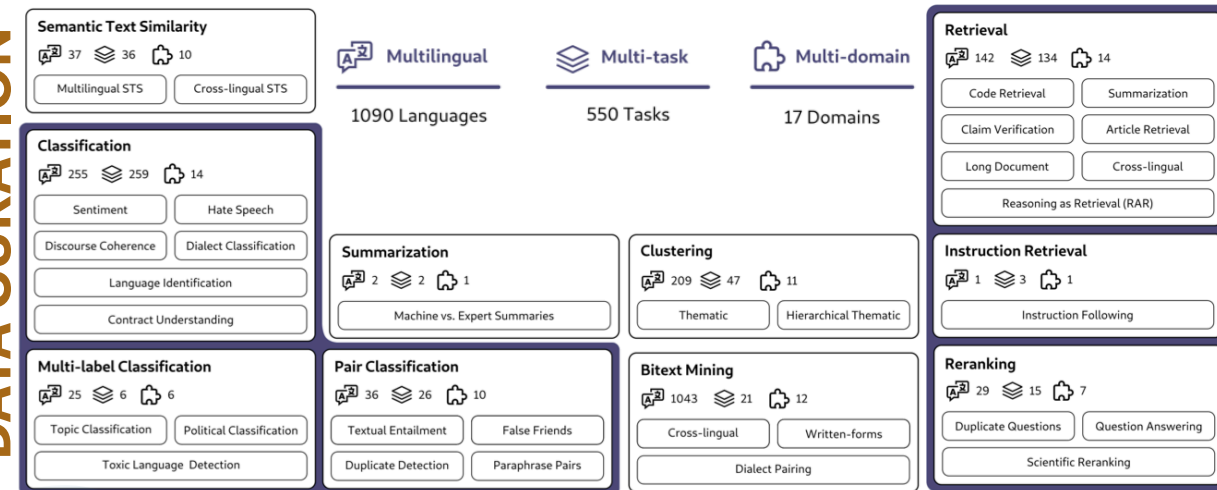 DATA CURATION
Semantic Text Similarity
37 36 10
Multilingual STS Cross-lingual STS
Multilingual
1090 Languages
Multi-task
550 Tasks
Multi-domain
17 Domains
Classification
255 259 14
Sentiment Hate Speech
Discourse Coherence Dialect Classification
Language Identification
Contract Understanding
Multi-label Classification
25 6 6
Topic Classification Political Classification
Toxic Language Detection
Summarization
2 2 1
Machine vs. Expert Summaries
Pair Classification
36 26 10
Textual Entailment False Friends
Duplicate Detection Paraphrase Pairs
Clustering
209 47 11
Thematic Hierarchical Thematic
Bitext Mining
1043 21 12
Cross-lingual Written-forms
Dialect Pairing
Retrieval
142 134 14
Code Retrieval Summarization
Claim Verification Article Retrieval
Long Document Cross-lingual
Reasoning as Retrieval (RAR)
Instruction Retrieval
1 3 1
Instruction Following
Reranking
29 15 7
Duplicate Questions Question Answering
Scientific Reranking